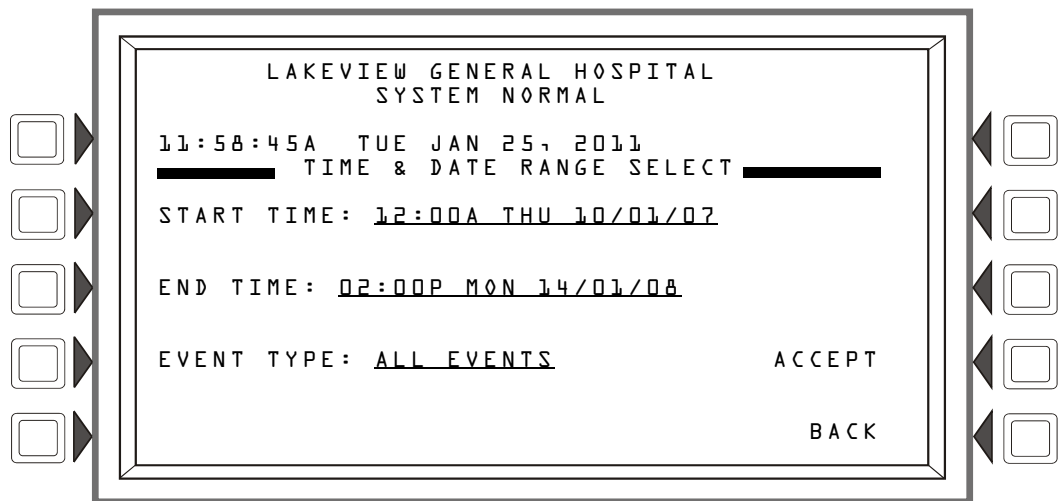 LAKEVIEW GENERAL HOSPITAL
SYSTEM NORMAL
11:58:45A TUE JAN 25, 2011
TIME & DATE RANGE SELECT
START TIME: 12:00A THU 10/01/07
END TIME: 02:00P MON 14/01/08
EVENT TYPE: ALL EVENTS ACCEPT
BACK